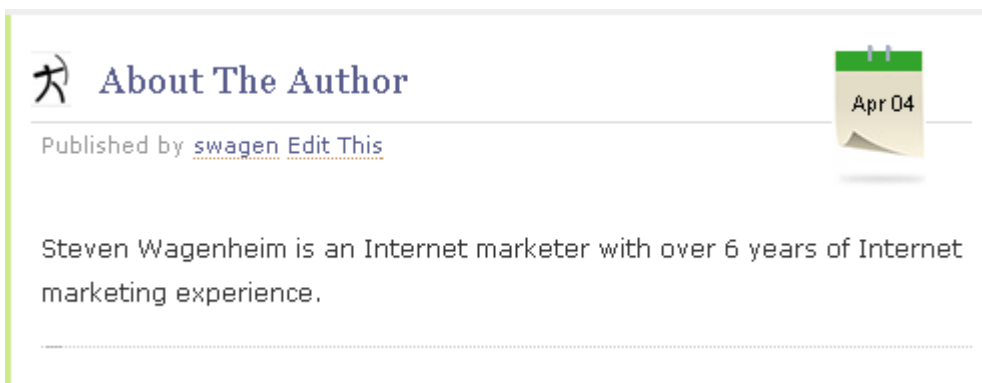 About The Author
Apr 04
Published by swagen Edit This
Steven Wagenheim is an Internet marketer with over 6 years of Internet
marketing experience.